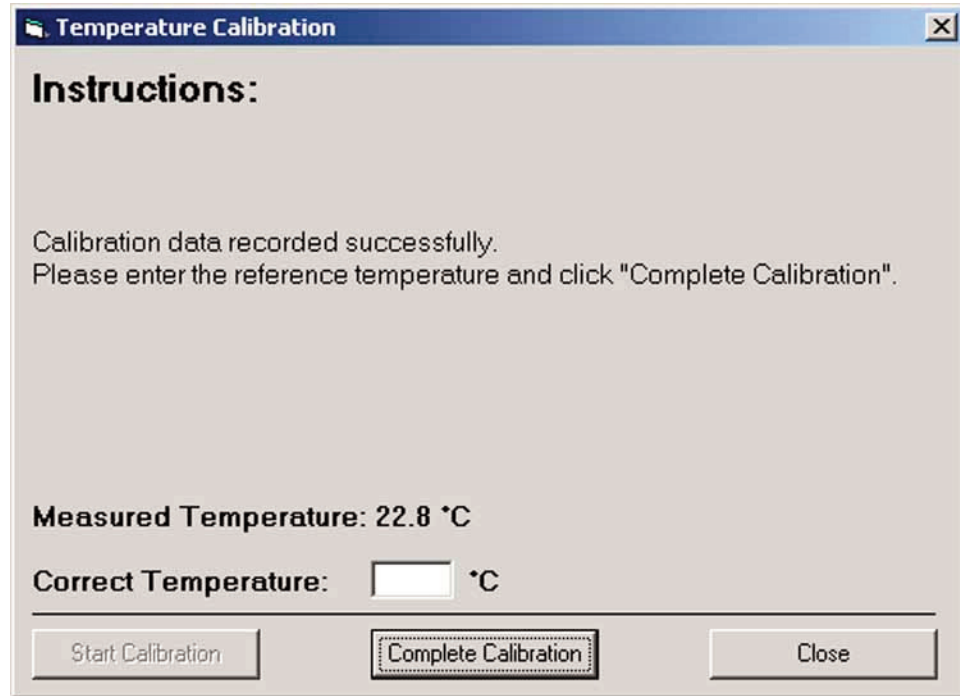 Temperature Calibration
Instructions:
Calibration data recorded successfully.
Please enter the reference temperature and click "Complete Calibration".
Measured Temperature: 22.8 °C
Correct Temperature: °C
Start Calibration Complete Calibration Close